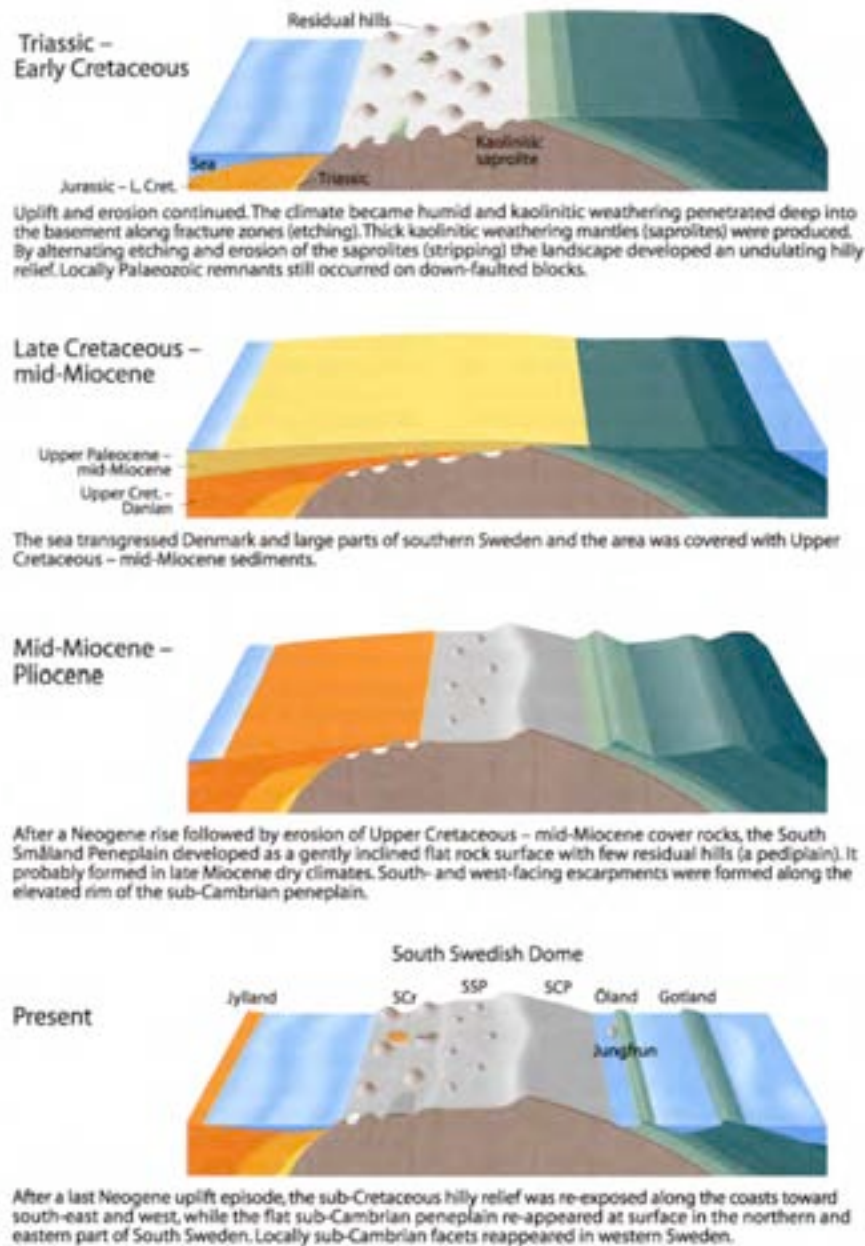 Triassic –
Early Cretaceous
Residual hills
Sea
Kaolinitic
saprolite
Triassic
Jurassic – L. Cret.
Uplift and erosion continued. The climate became humid and kaolinitic weathering penetrated deep into
the basement along fracture zones (etching). Thick kaolinitic weathering mantles (saprolites) were produced.
By alternating etching and erosion of the saprolites (stripping) the landscape developed an undulating hilly
relief. Locally Palaeozoic remnants still occurred on down-faulted blocks.
Late Cretaceous –
mid-Miocene
Upper Paleocene –
mid-Miocene
Upper Cret. –
Danian
The sea transgressed Denmark and large parts of southern Sweden and the area was covered with Upper
Cretaceous – mid-Miocene sediments.
Mid-Miocene –
Pliocene
After a Neogene rise followed by erosion of Upper Cretaceous – mid-Miocene cover rocks, the South
Småland Peneplain developed as a gently inclined flat rock surface with few residual hills (a pediplain). It
probably formed in late Miocene dry climates. South- and west-facing escarpments were formed along the
elevated rim of the sub-Cambrian peneplain.
South Swedish Dome
Present
Jylland
SCr
SSP
SCP
Öland
Gotland
Jungfrun
After a last Neogene uplift episode, the sub-Cretaceous hilly relief was re-exposed along the coasts toward
south-east and west, while the flat sub-Cambrian peneplain re-appeared at surface in the northern and
eastern part of South Sweden. Locally sub-Cambrian facets reappeared in western Sweden.